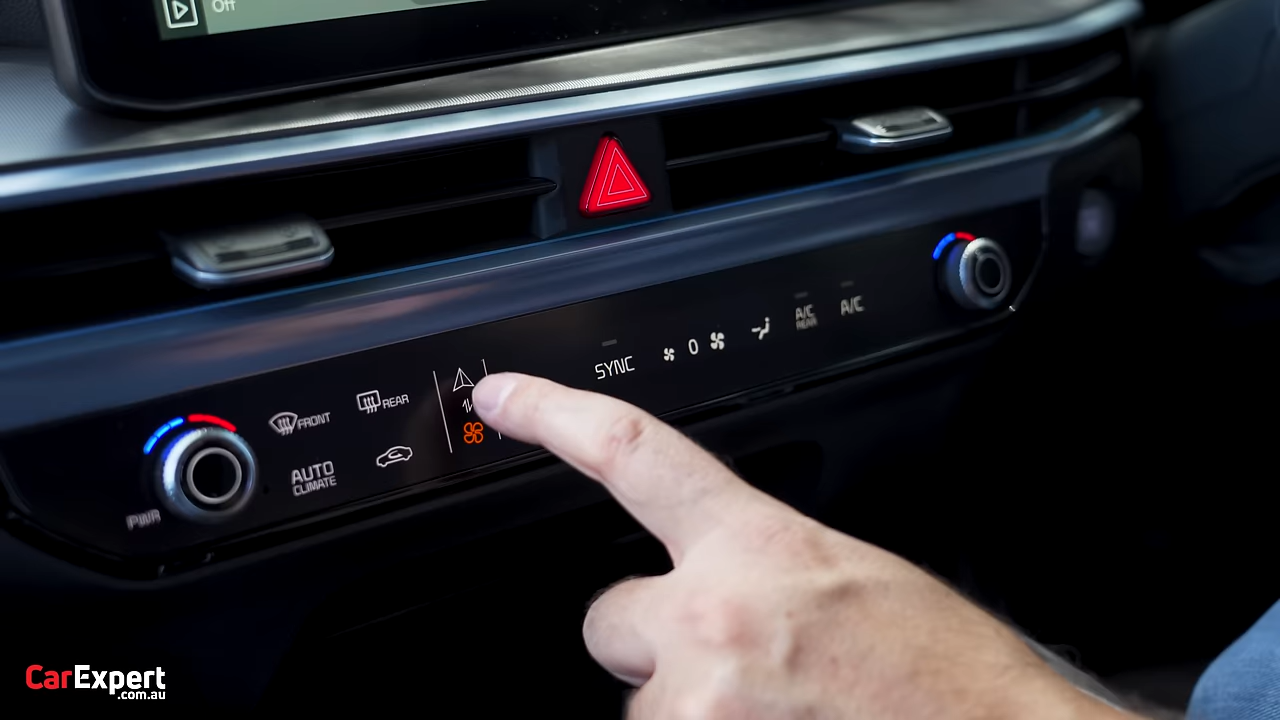 Off
SYNC
0
A/C
REAR
A/C
FRONT
REAR
AUTO
CLIMATE
PWR
CarExpert
.com.au